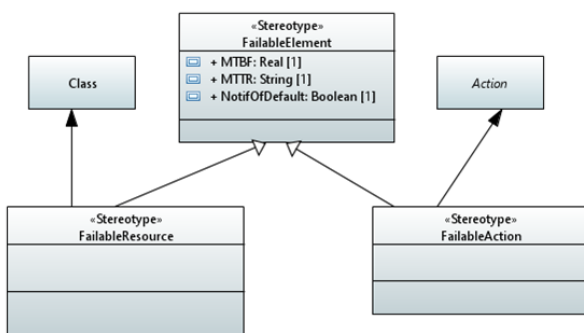 «Stereotype»
FailableElement
+ MTBF: Real [1]
+ MTTR: String [1]
+ NotifOfDefault: Boolean [1]
Class
Action
«Stereotype»
FailableResource
«Stereotype»
FailableAction